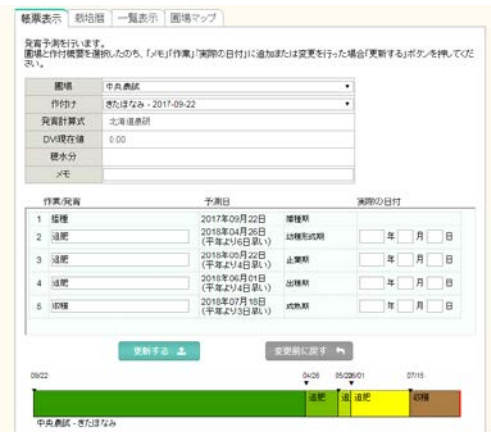 帳票表示 栽培暦 一覧表示 圃場マップ
発育予測を行います。
圃場と作付概要を選択したのち、「メモ」「作業」「実際の日付」に追加または変更を行った場合「更新する」ボタンを押してくだ
さい。
圃場 中央農試
作付け きたほなみ - 2017-09-22
発育計算式 北海道農研
DVI現在値 0.00
穂水分
メモ
作業/発育 予測日 実際の日付
1 播種 2017年09月22日 播種期
2 追肥 2018年04月26日 (平年より6日早い) 幼穂形成期 年 月 日
3 追肥 2018年05月22日 (平年より4日早い) 止葉期 年 月 日
4 追肥 2018年06月01日 (平年より4日早い) 出穂期 年 月 日
5 収穫 2018年07月18日 (平年より3日早い) 成熟期 年 月 日
更新する 変更前に戻す
09/22 04/26 05/22 06/01 07/18
追肥 追 追肥 収穫
中央農試 - きたほなみ